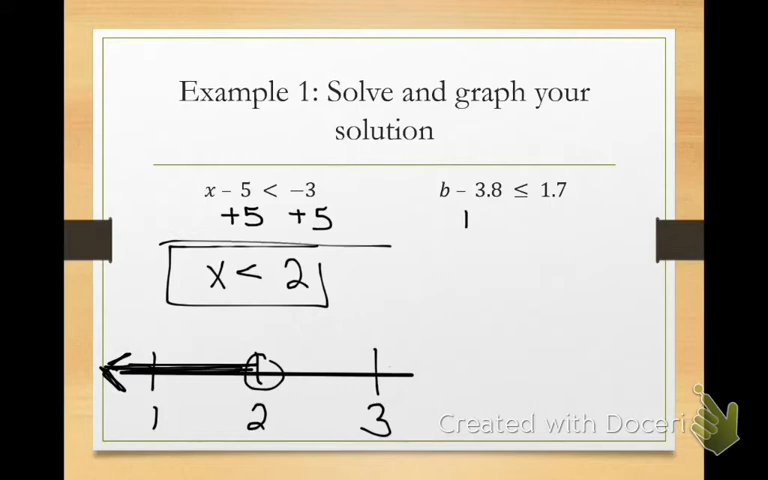 Example 1: Solve and graph your
solution
x – 5 < −3
b – 3.8 ≤ 1.7
+5 +5
x < 2
1 2 3
Created with Doceri